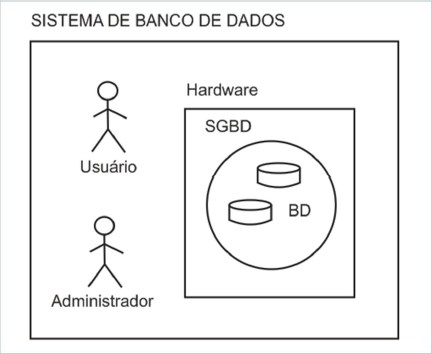 SISTEMA DE BANCO DE DADOS
Hardware
SGBD
Usuário
BD
Administrador